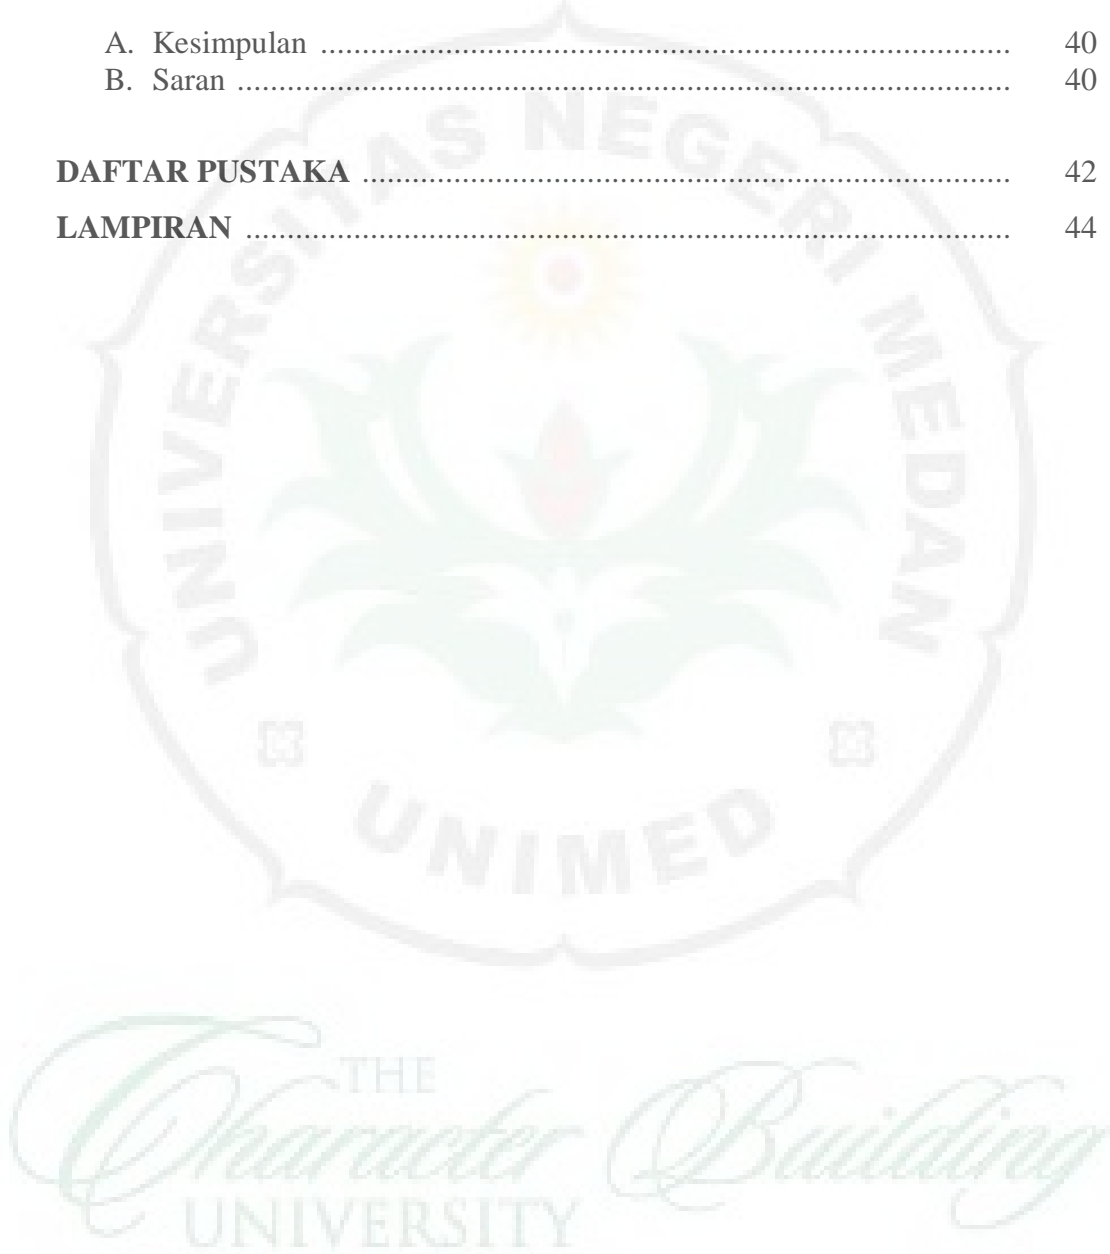 A. Kesimpulan ..................................................................... 40
B. Saran ............................................................................. 40
DAFTAR PUSTAKA ................................................................. 42
LAMPIRAN ............................................................................ 44
UNIVERSITAS NEGERI MEDAN
UNIMED
THE
Character Building
UNIVERSITY